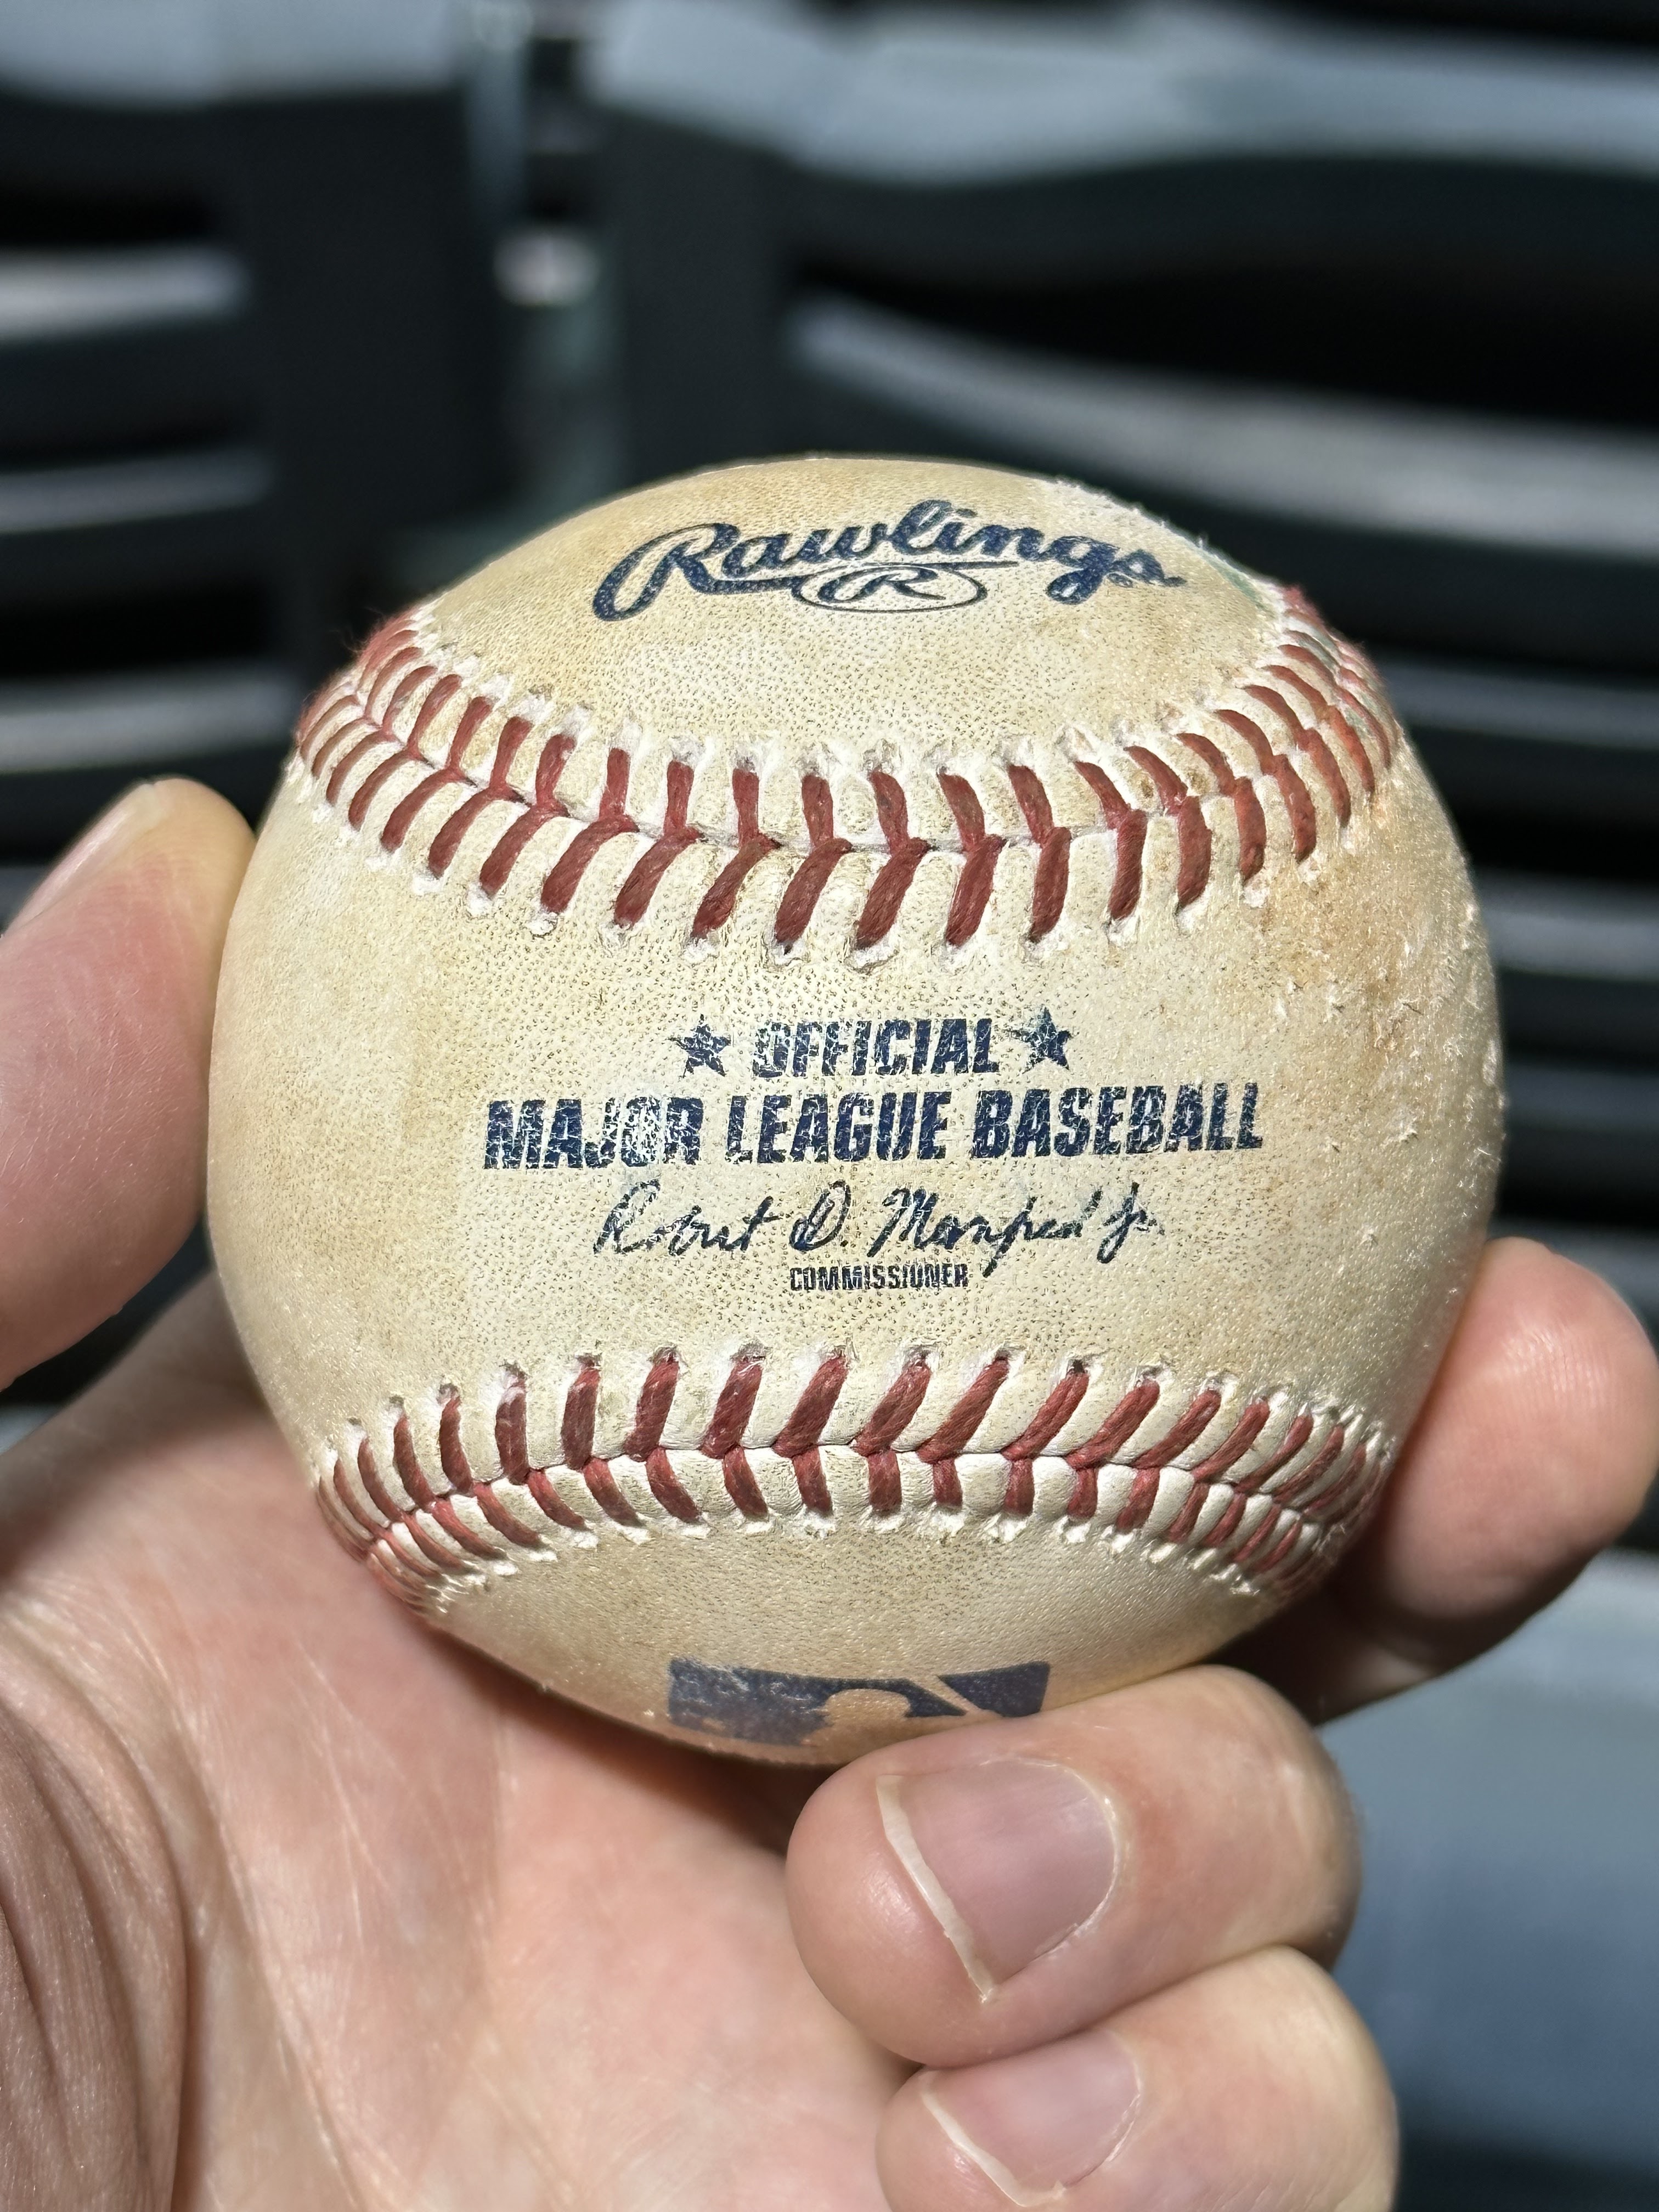 Rawlings
R
OFFICIAL
MAJOR LEAGUE BASEBALL
Robert D. Manfred Jr.
COMMISSIONER